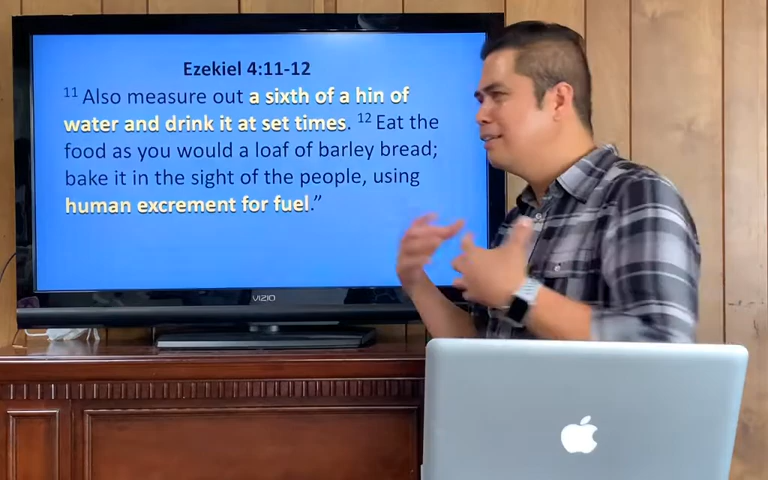 Ezekiel 4:11-12
11 Also measure out a sixth of a hin of
water and drink it at set times. 12 Eat the
food as you would a loaf of barley bread;
bake it in the sight of the people, using
human excrement for fuel.”
VIZIO